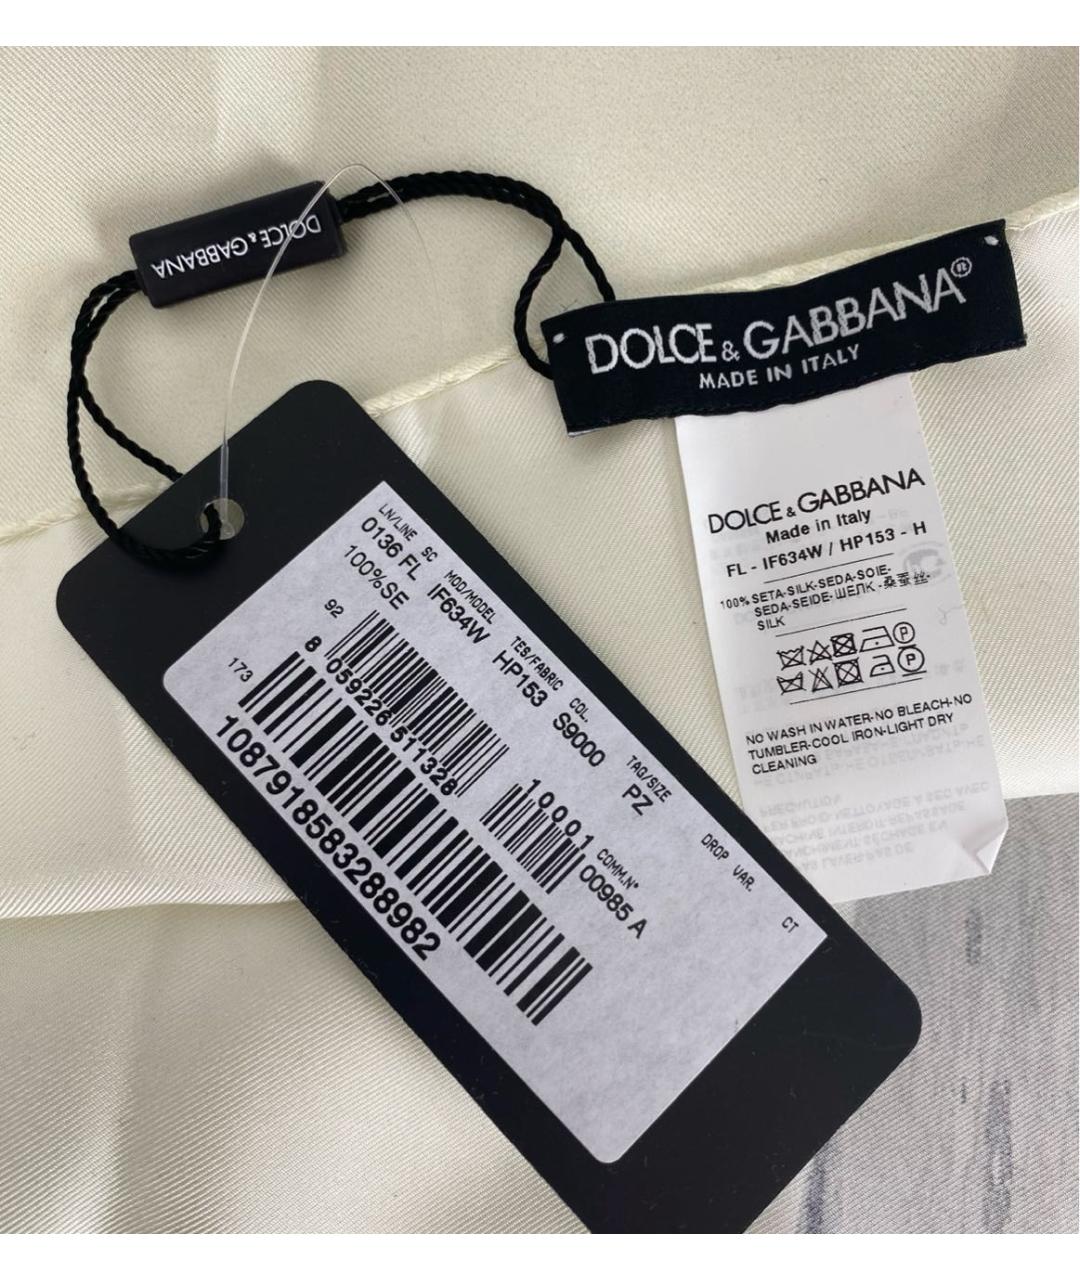 DOLCE & GABBANA
DOLCE & GABBANA®
MADE IN ITALY
DOLCE & GABBANA
Made in Italy
FL - IF634W / HP153 - H
100% SETA-SILK-SEDA-SOIE-
SEDA-SEIDE-ШЕЛК-桑蚕丝-
SILK
P
P
NO WASH IN WATER-NO BLEACH-NO
TUMBLER-COOL IRON-LIGHT DRY
CLEANING
LN/LINE SC MOD/MODEL TES/FABRIC COL. TAQ/SIZE DROP VAR. CT
0136 FL IF634W HP153 S9000 PZ
100%SE
92
8 059226 511328
10001 COMM.N°
00985 A
173
10879185832888982